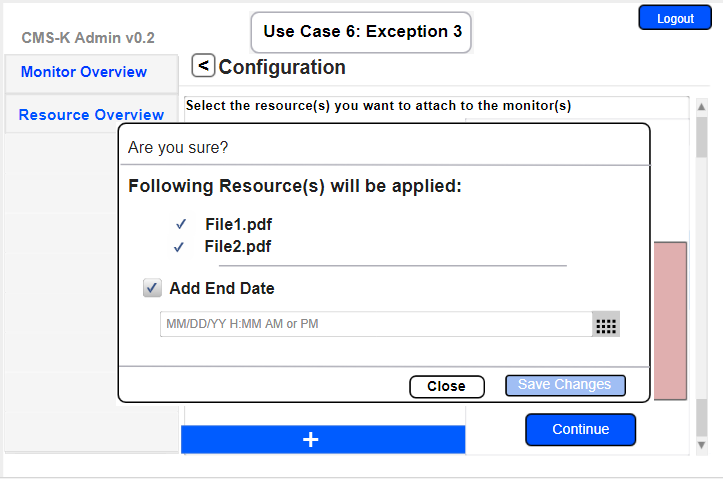 Logout
Use Case 6: Exception 3
CMS-K Admin v0.2
Monitor Overview
< Configuration
Resource Overview
Select the resource(s) you want to attach to the monitor(s)
Are you sure?
Following Resource(s) will be applied:
✓ File1.pdf
✓ File2.pdf
✓ Add End Date
MM/DD/YY H:MM AM or PM
Close
Save Changes
Continue
+